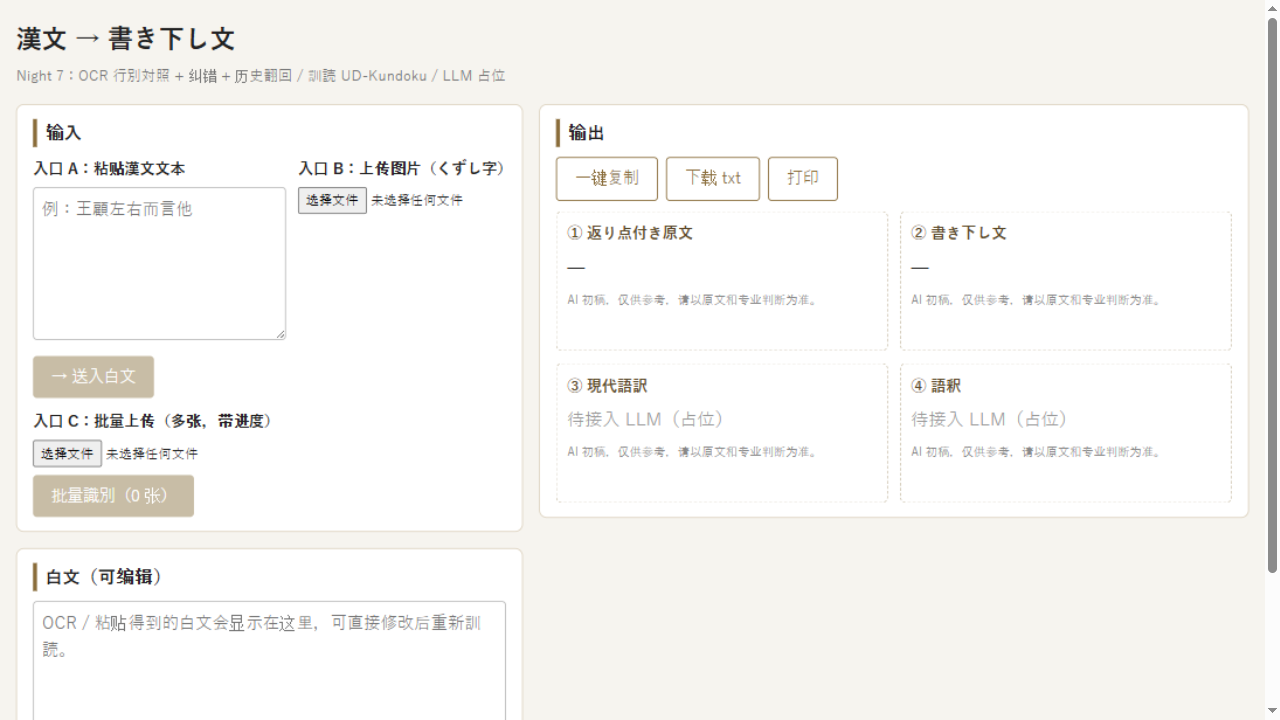 漢文 → 書き下し文
Night 7：OCR 行別対照 + 纠错 + 历史翻回 / 訓読 UD-Kundoku / LLM 占位
输入
入口 A：粘贴漢文文本
例：王顧左右而言他
→ 送入白文
入口 B：上传图片（くずし字）
选择文件 未选择任何文件
入口 C：批量上传（多张，带进度）
选择文件 未选择任何文件
批量識別（0 张）
白文（可编辑）
OCR / 粘贴得到的白文会显示在这里，可直接修改后重新訓
読。
输出
一键复制
下载 txt
打印
① 返り点付き原文
—
AI 初稿，仅供参考，请以原文和专业判断为准。
② 書き下し文
—
AI 初稿，仅供参考，请以原文和专业判断为准。
③ 現代語訳
待接入 LLM（占位）
AI 初稿，仅供参考，请以原文和专业判断为准。
④ 語釈
待接入 LLM（占位）
AI 初稿，仅供参考，请以原文和专业判断为准。